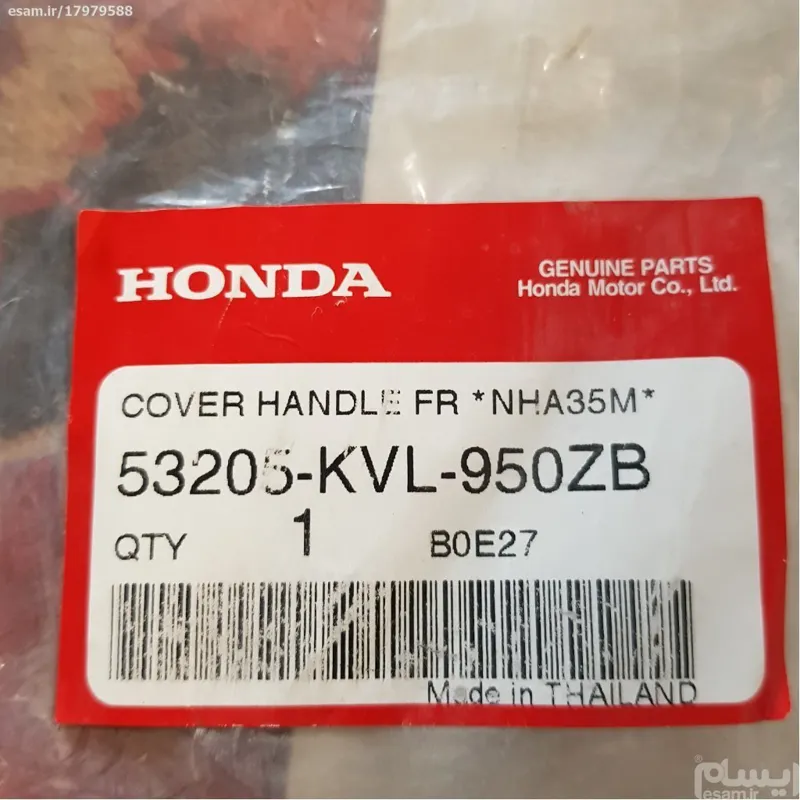 esam.ir/17979588
HONDA
GENUINE PARTS
Honda Motor Co., Ltd.
COVER HANDLE FR *NHA35M*
53205-KVL-950ZB
QTY 1 B0E27
Made in THAILAND
ایسام®
esam.ir